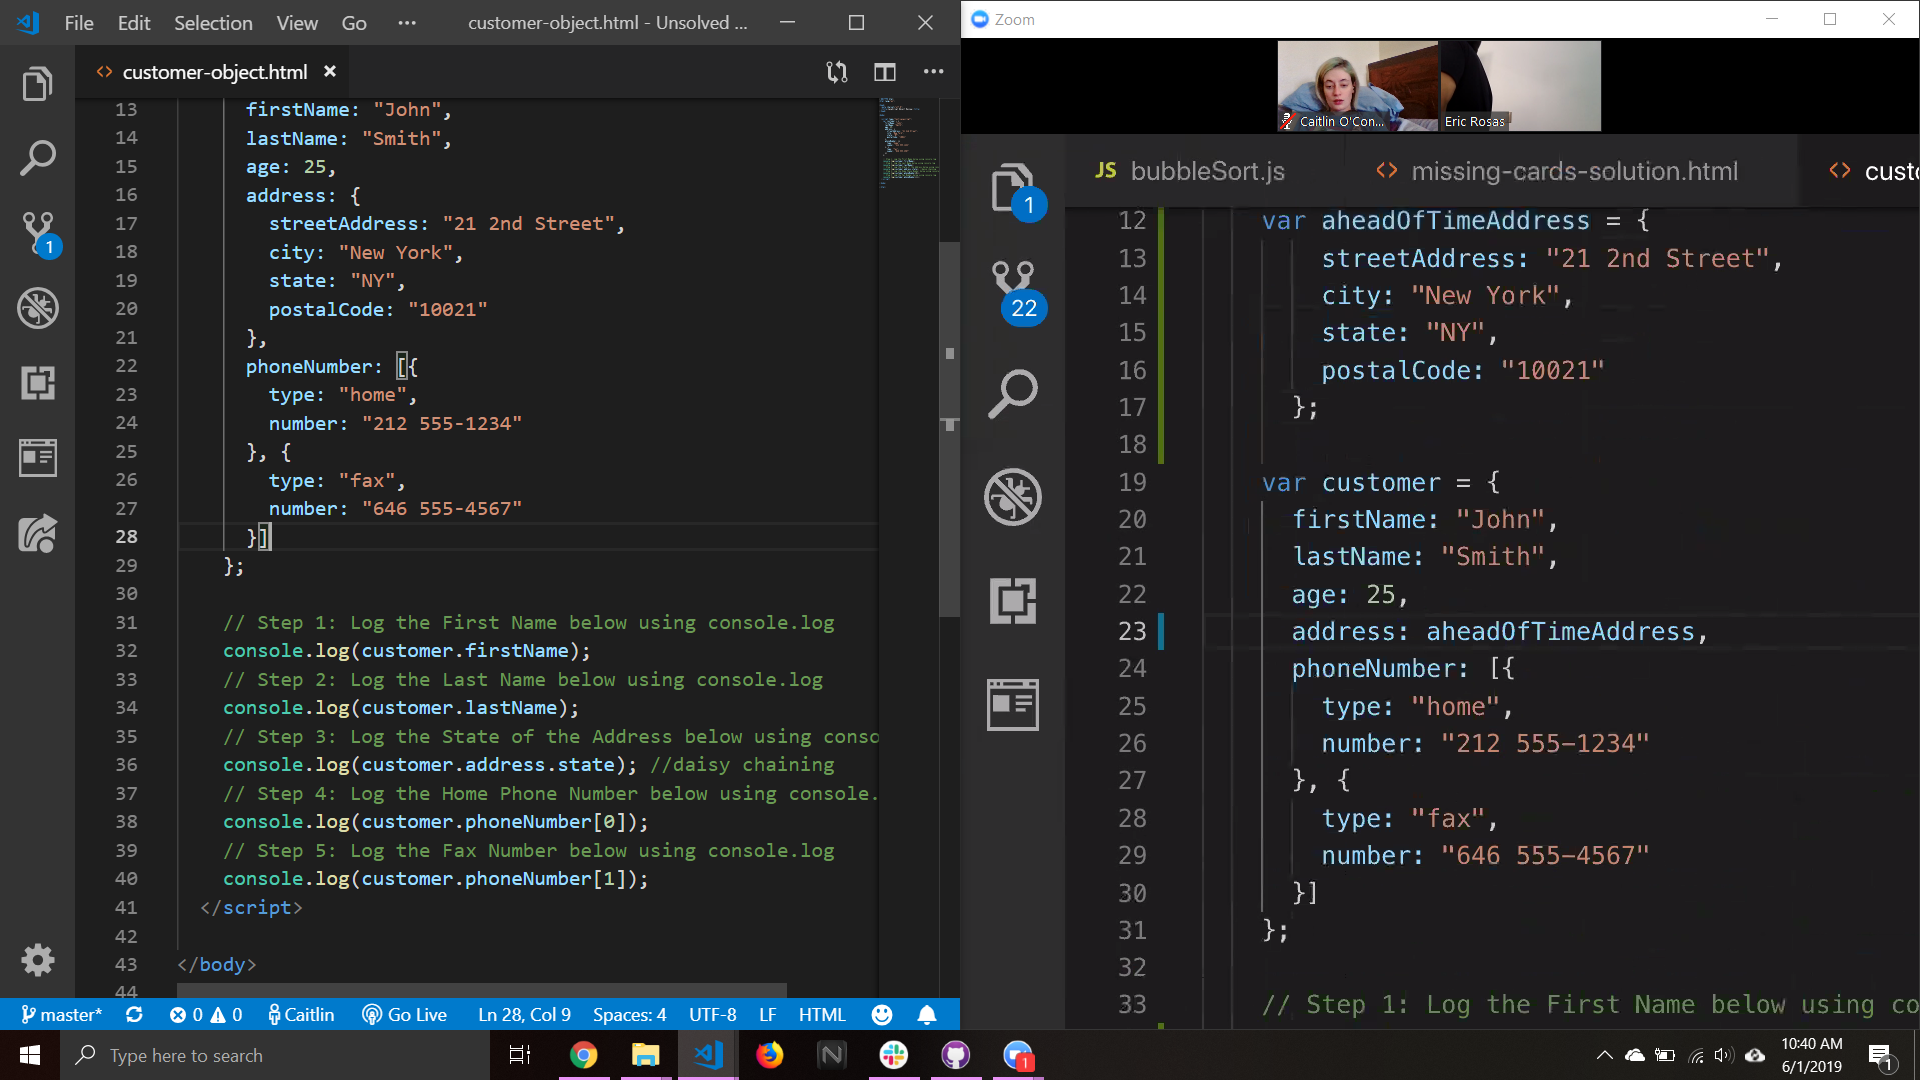 File Edit Selection View Go ··· customer-object.html - Unsolved ...
customer-object.html
13 firstName: "John",
14 lastName: "Smith",
15 age: 25,
16 address: {
17 streetAddress: "21 2nd Street",
18 city: "New York",
19 state: "NY",
20 postalCode: "10021"
21 },
22 phoneNumber: [{
23 type: "home",
24 number: "212 555-1234"
25 }, {
26 type: "fax",
27 number: "646 555-4567"
28 }]
29 };
30
31 // Step 1: Log the First Name below using console.log
32 console.log(customer.firstName);
33 // Step 2: Log the Last Name below using console.log
34 console.log(customer.lastName);
35 // Step 3: Log the State of the Address below using conso
36 console.log(customer.address.state); //daisy chaining
37 // Step 4: Log the Home Phone Number below using console.
38 console.log(customer.phoneNumber[0]);
39 // Step 5: Log the Fax Number below using console.log
40 console.log(customer.phoneNumber[1]);
41 </script>
42
43 </body>
44
1
master* 0 0 Caitlin Go Live Ln 28, Col 9 Spaces: 4 UTF-8 LF HTML
Zoom
Caitlin O'Con... Eric Rosas
JS bubbleSort.js missing-cards-solution.html custo
12 var aheadOfTimeAddress = {
13 streetAddress: "21 2nd Street",
14 city: "New York",
15 state: "NY",
16 postalCode: "10021"
17 };
18
19 var customer = {
20 firstName: "John",
21 lastName: "Smith",
22 age: 25,
23 address: aheadOfTimeAddress,
24 phoneNumber: [{
25 type: "home",
26 number: "212 555-1234"
27 }, {
28 type: "fax",
29 number: "646 555-4567"
30 }]
31 };
32
33 // Step 1: Log the First Name below using co
1
22
Type here to search
N
1
10:40 AM
6/1/2019
1